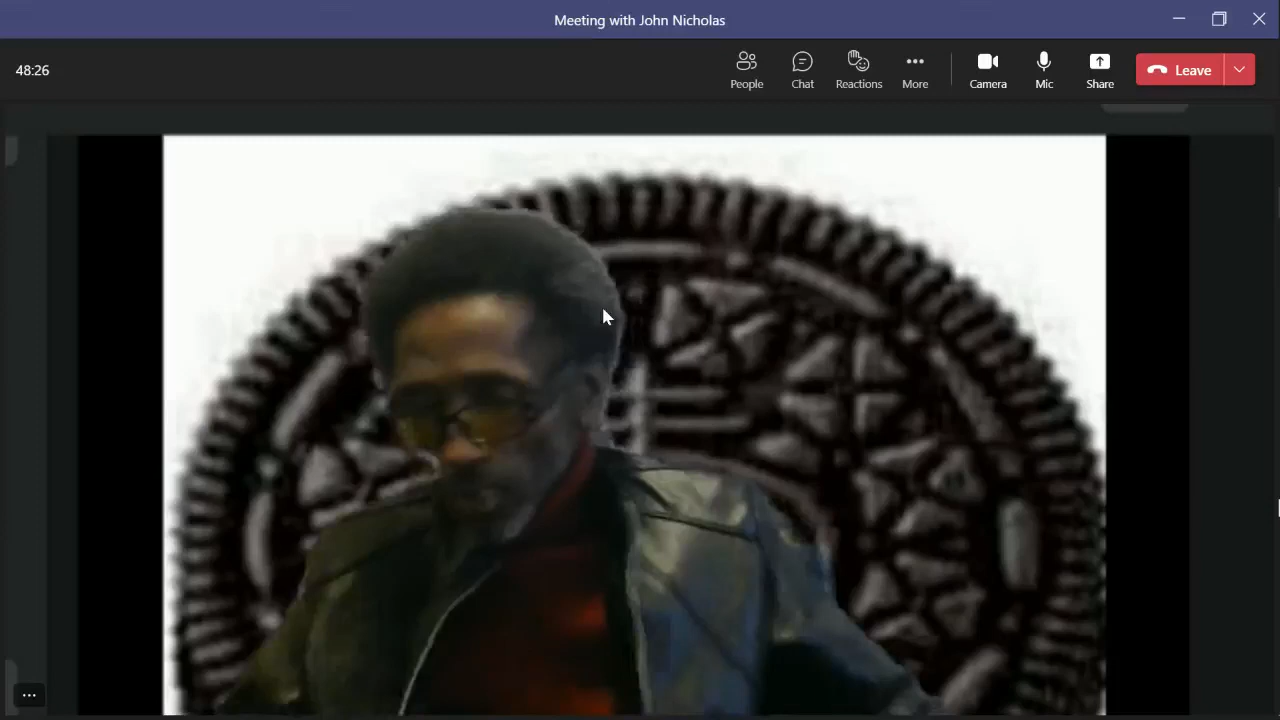 Meeting with John Nicholas
48:26
People
Chat
Reactions
More
Camera
Mic
Share
Leave